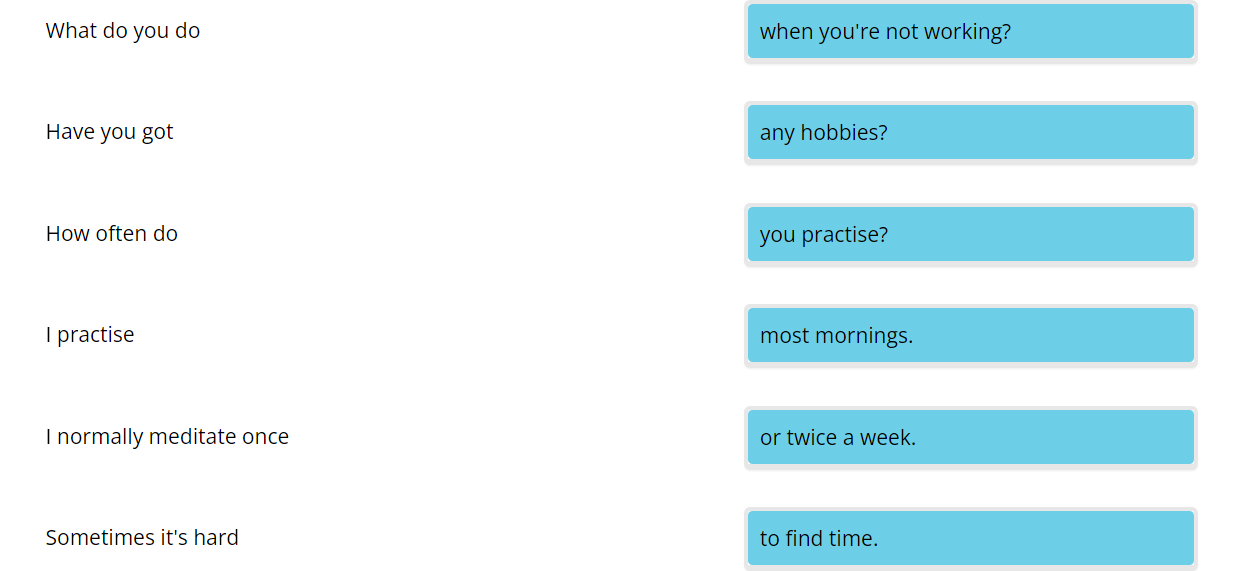 What do you do when you're not working?
Have you got any hobbies?
How often do you practise?
I practise most mornings.
I normally meditate once or twice a week.
Sometimes it's hard to find time.